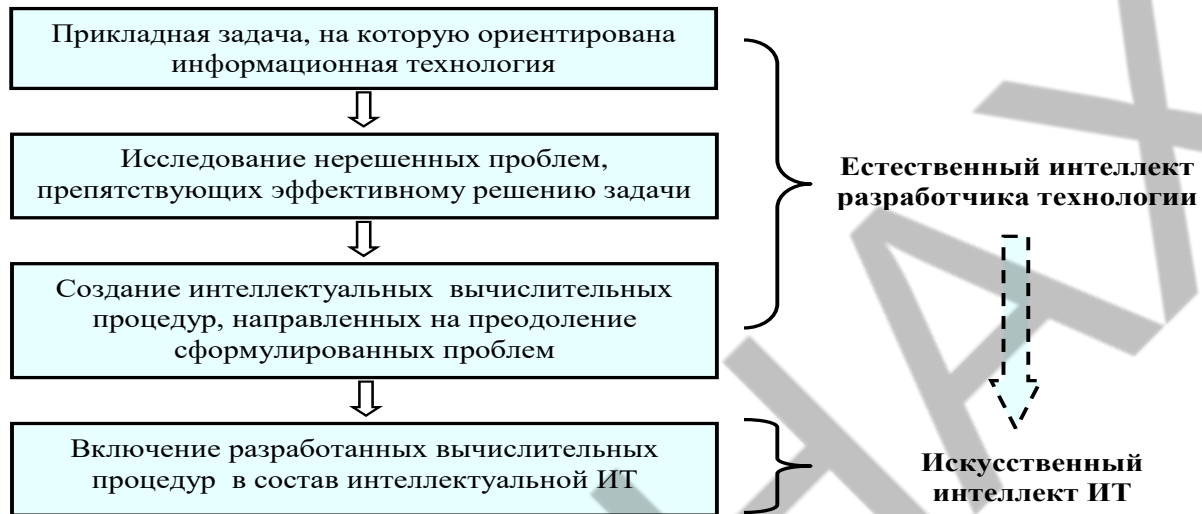 Прикладная задача, на которую ориентирована
информационная технология
Исследование нерешенных проблем,
препятствующих эффективному решению задачи
Создание интеллектуальных вычислительных
процедур, направленных на преодоление
сформулированных проблем
Включение разработанных вычислительных
процедур в состав интеллектуальной ИТ
Естественный интеллект
разработчика технологии
Искусственный
интеллект ИТ